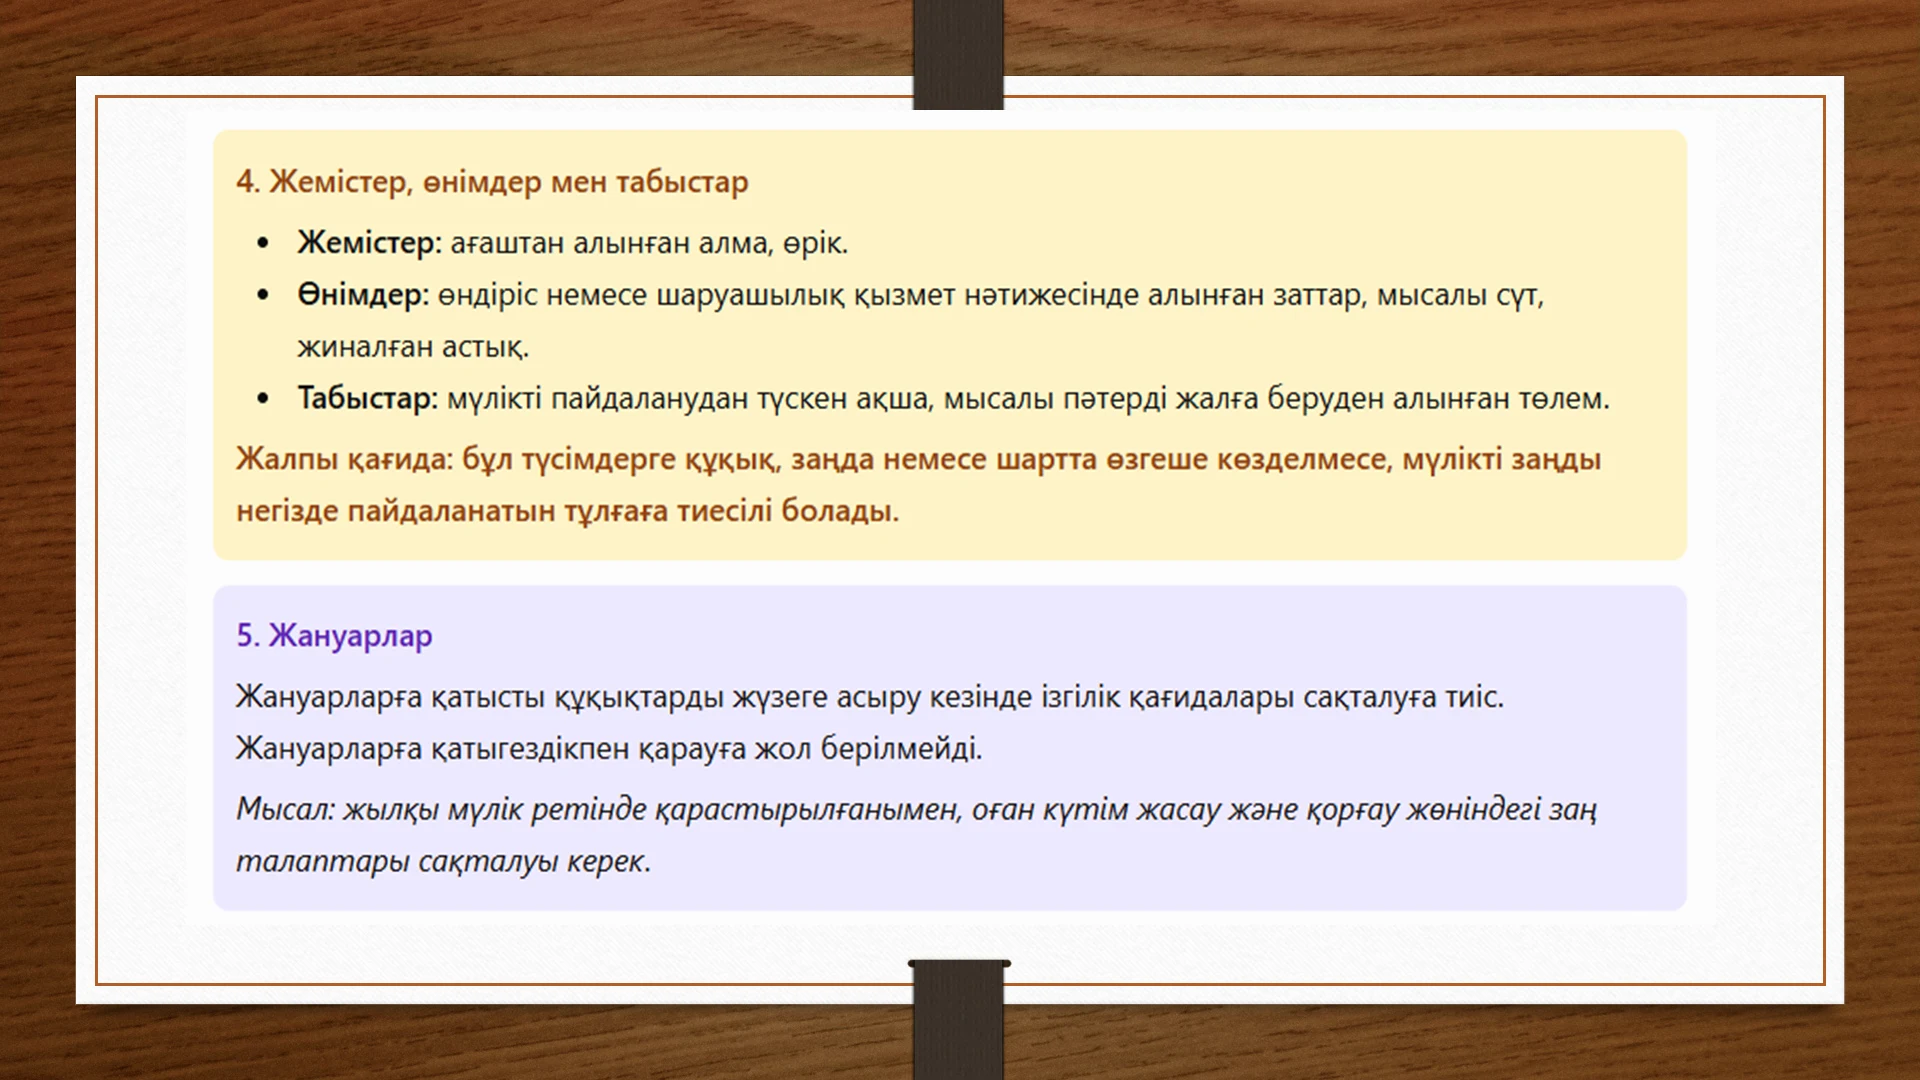 4. Жемістер, өнімдер мен табыстар
• Жемістер: ағаштан алынған алма, өрік.
• Өнімдер: өндіріс немесе шаруашылық қызмет нәтижесінде алынған заттар, мысалы сүт,
жиналған астық.
• Табыстар: мүлікті пайдаланудан түскен ақша, мысалы пәтерді жалға беруден алынған төлем.
Жалпы қағида: бұл түсімдерге құқық, заңда немесе шартта өзгеше көзделмесе, мүлікті заңды
негізде пайдаланатын тұлғаға тиесілі болады.
5. Жануарлар
Жануарларға қатысты құқықтарды жүзеге асыру кезінде ізгілік қағидалары сақталуға тиіс.
Жануарларға қатыгездікпен қарауға жол берілмейді.
Мысал: жылқы мүлік ретінде қарастырылғанымен, оған күтім жасау және қорғау жөніндегі заң
талаптары сақталуы керек.